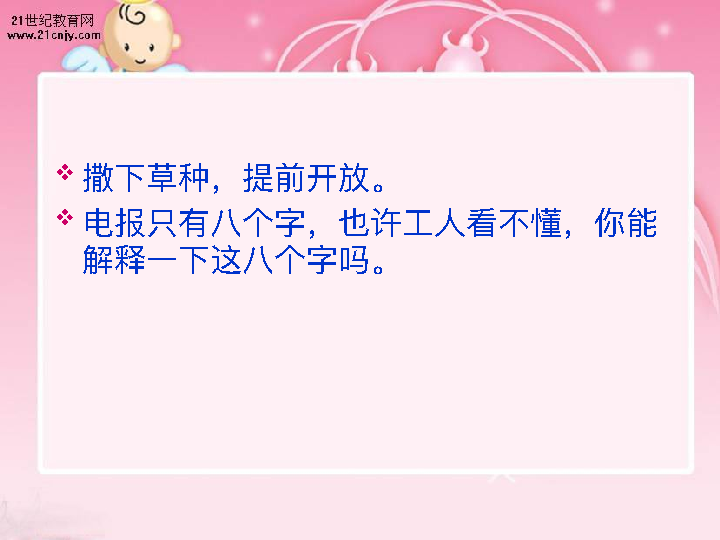 21世纪教育网
www.21cnjy.com
撒下草种，提前开放。
电报只有八个字，也许工人看不懂，你能
解释一下这八个字吗。